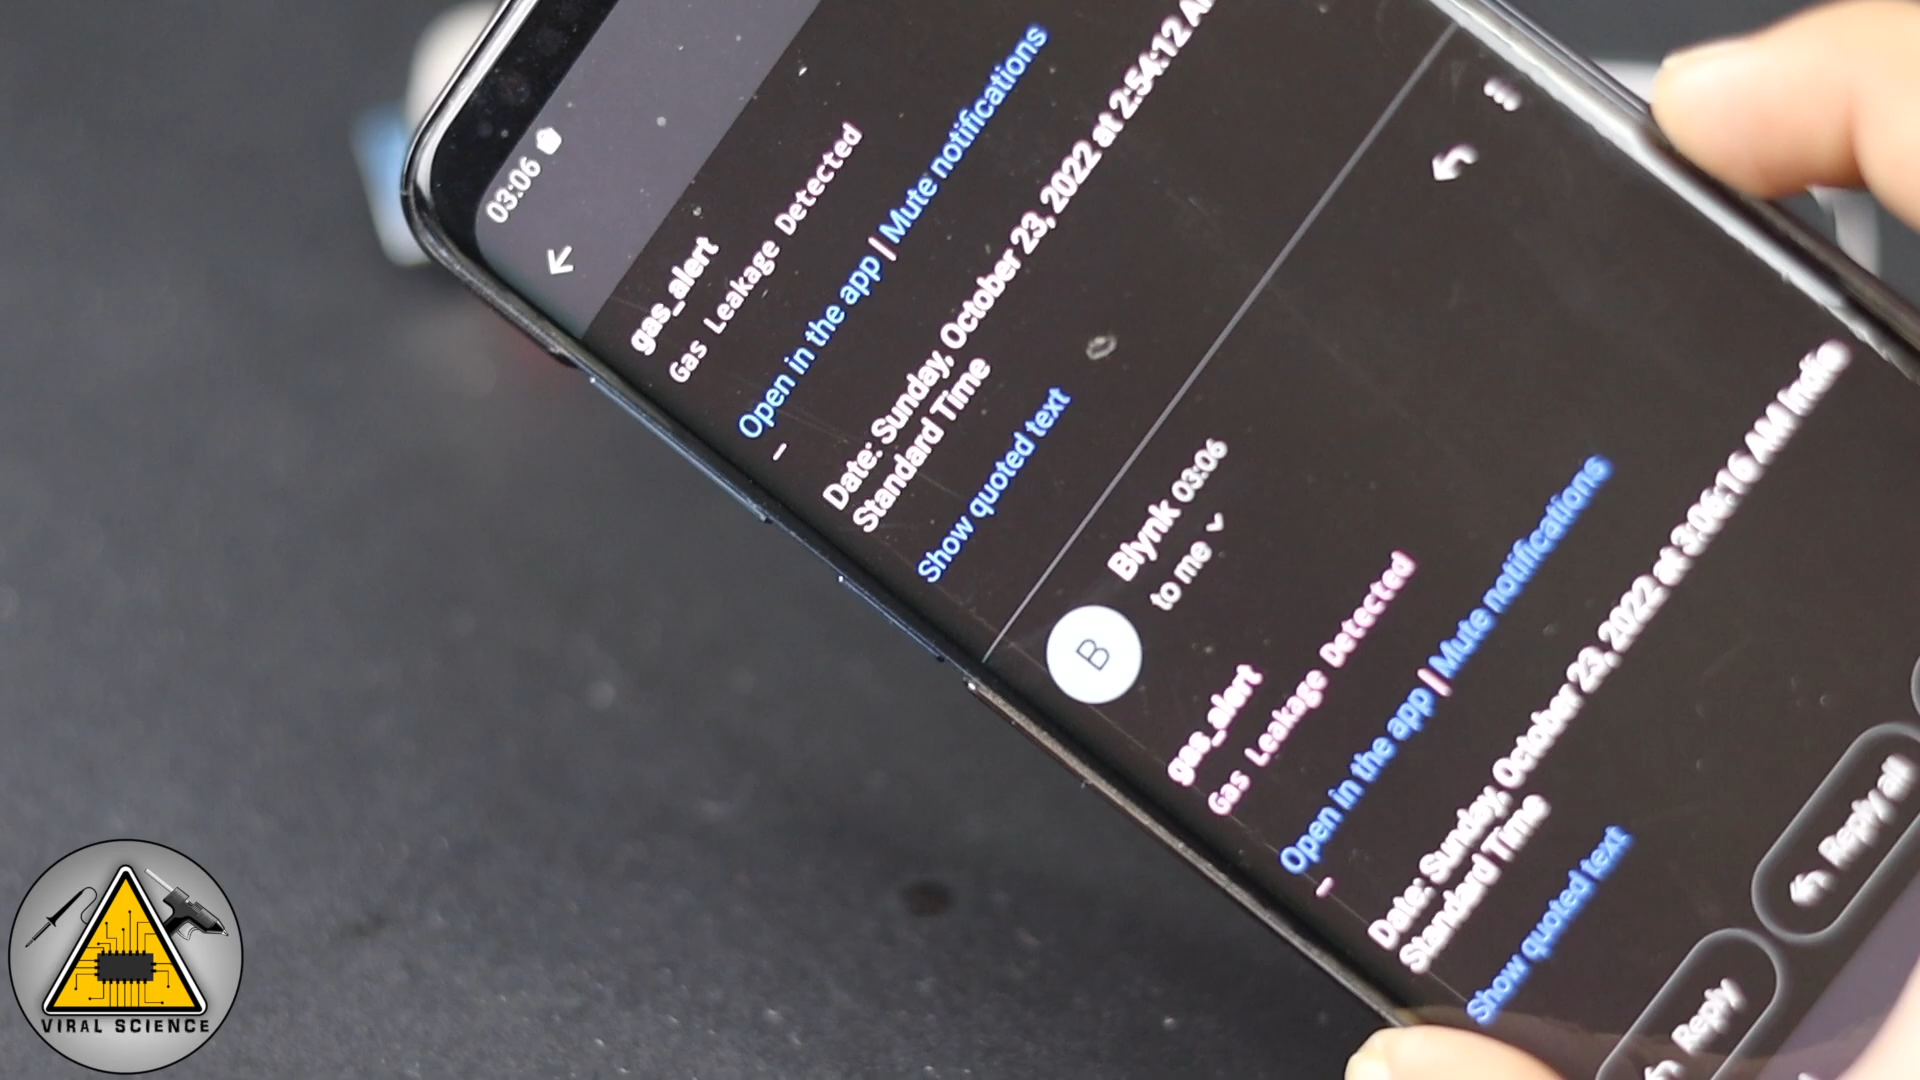 03:06
gas_alert
Gas Leakage Detected
Open in the app | Mute notifications
--
Date: Sunday, October 23, 2022 at 2:54:12
Standard Time
Show quoted text
B
Blynk 03:06
to me
gas_alert
Gas Leakage Detected
Open in the app | Mute notifications
--
Date: Sunday, October 23, 2022 at 3:06:16 AM India
Standard Time
Show quoted text
Reply
Reply all
VIRAL SCIENCE